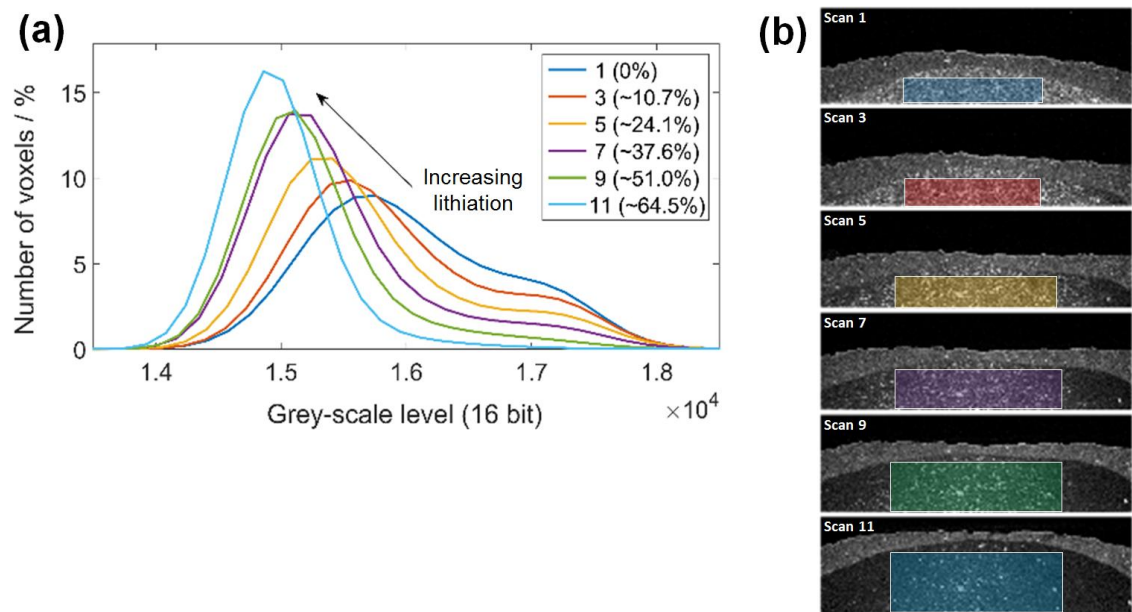 (a)
Number of voxels / %
15
10
5
0
1.4
1.5
1.6
1.7
1.8
×10⁴
Grey-scale level (16 bit)
Increasing
lithiation
1 (0%)
3 (~10.7%)
5 (~24.1%)
7 (~37.6%)
9 (~51.0%)
11 (~64.5%)
(b)
Scan 1
Scan 3
Scan 5
Scan 7
Scan 9
Scan 11